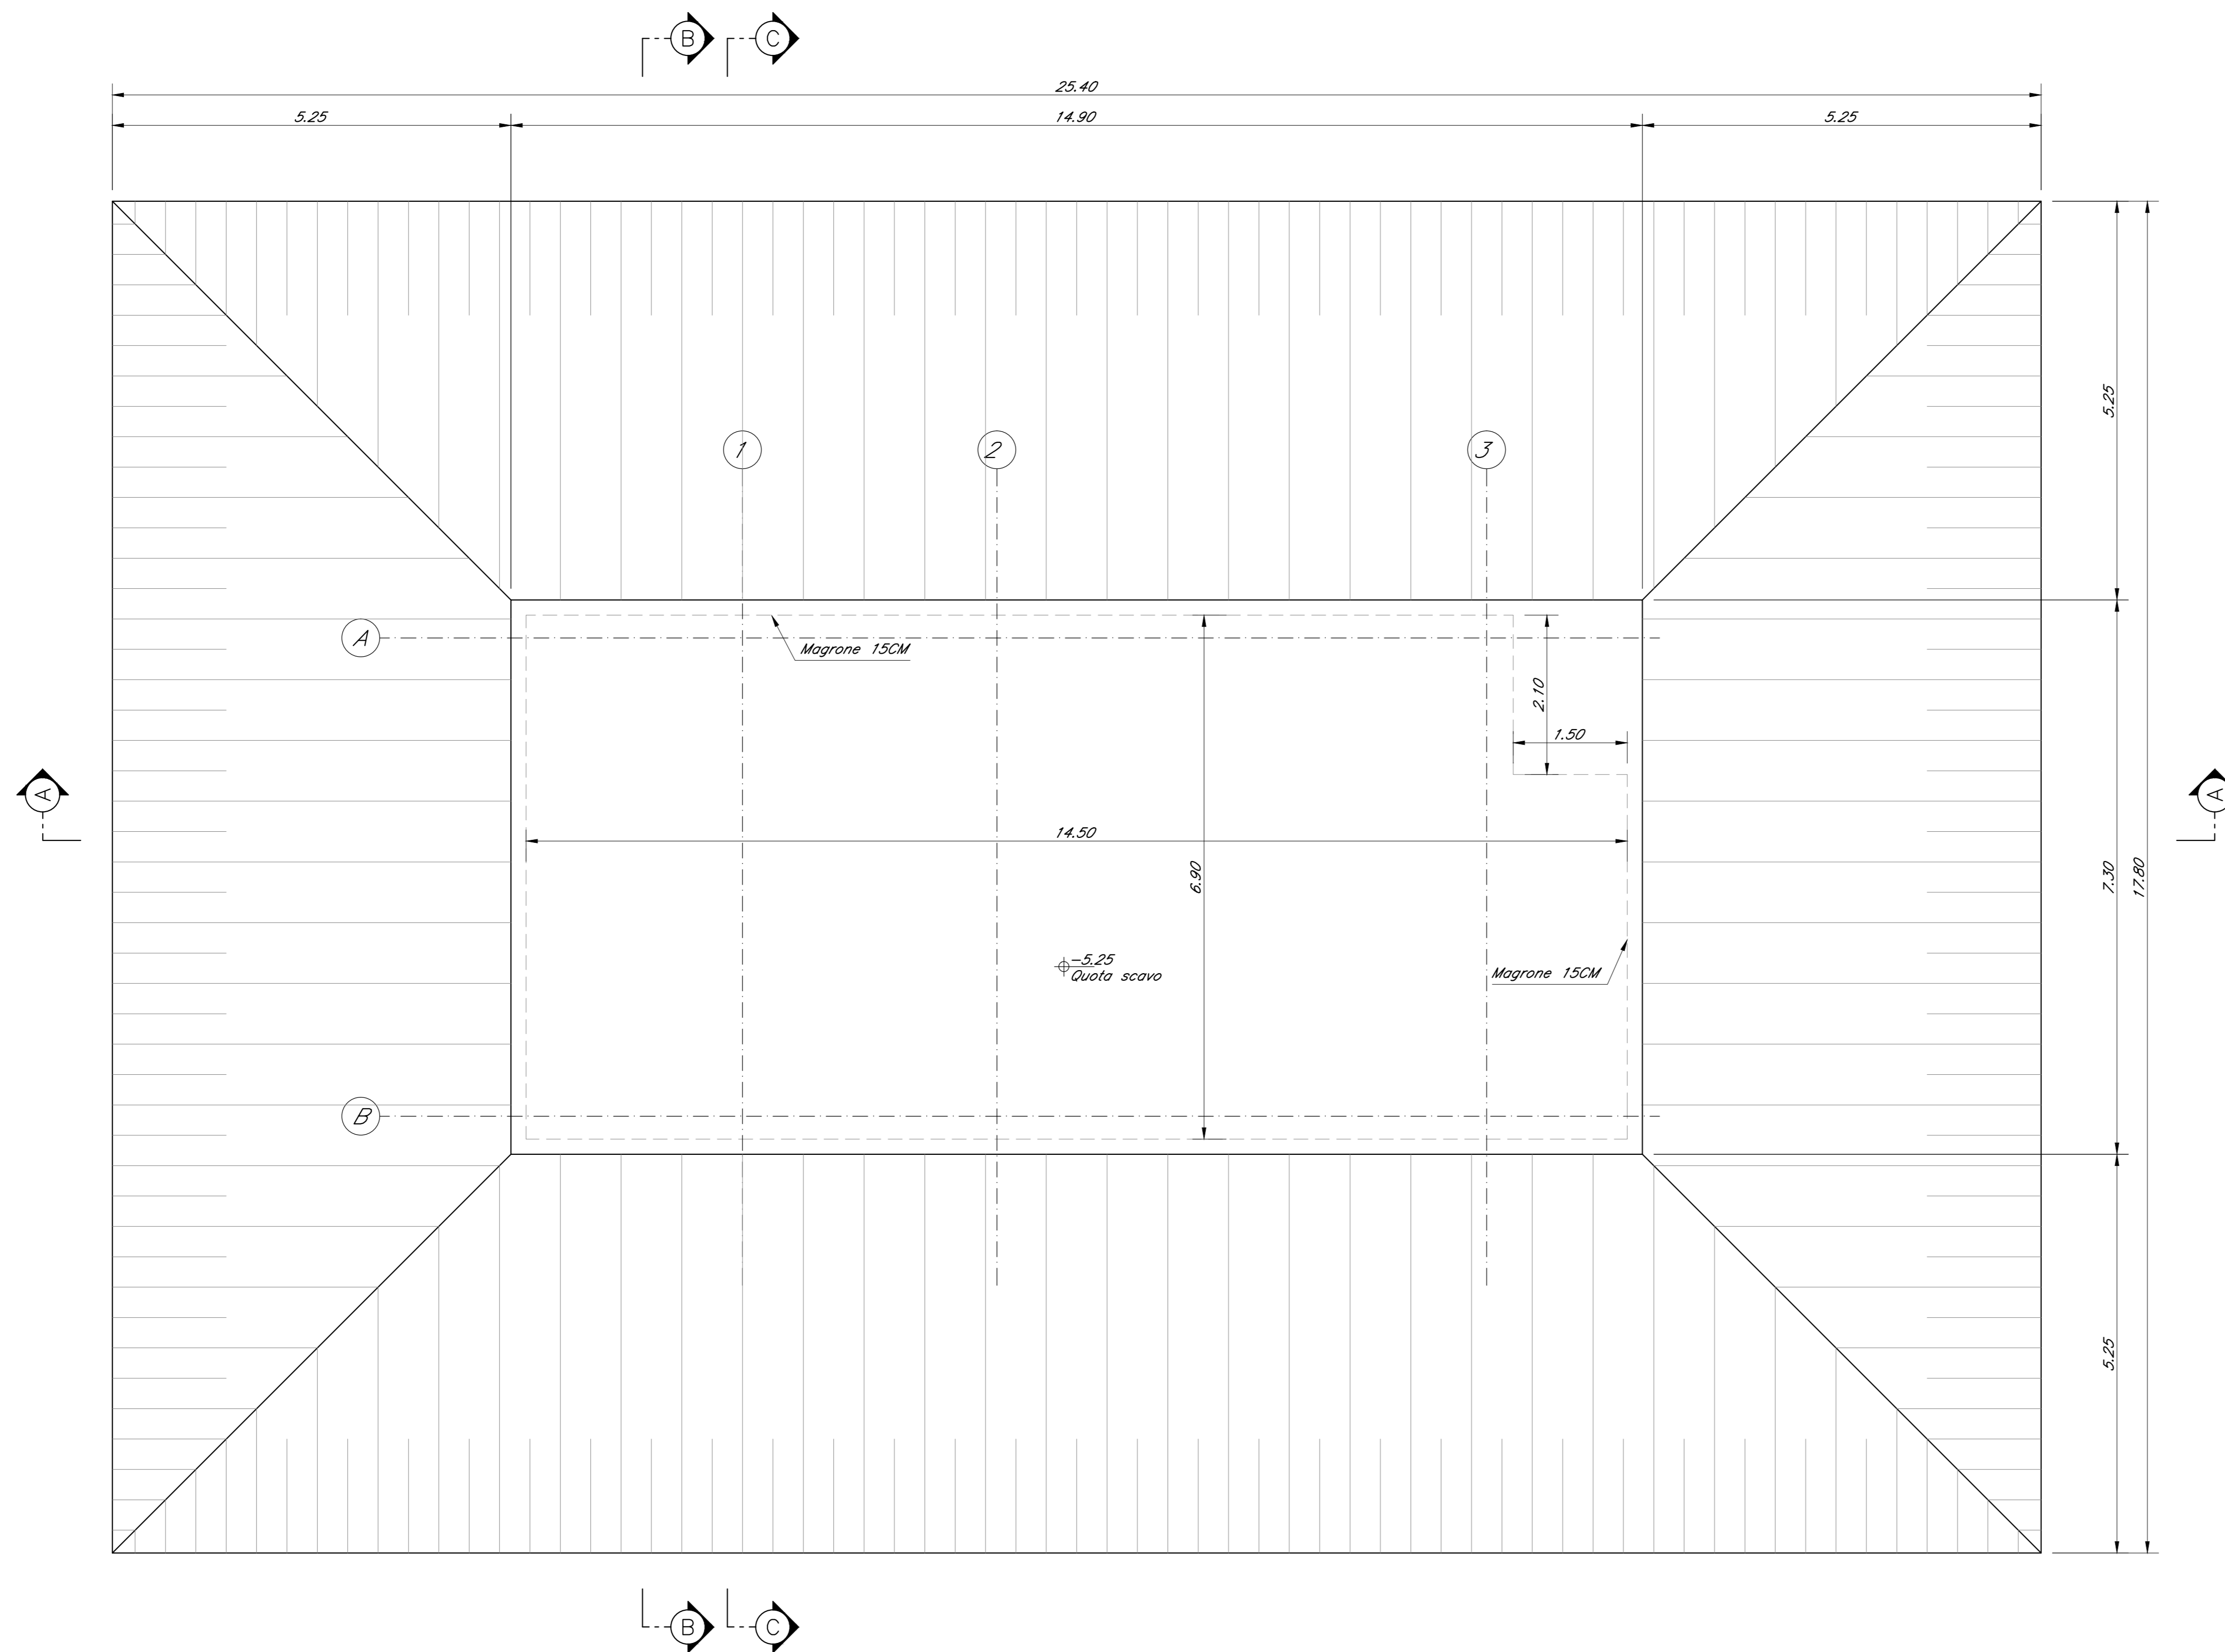 B C
25.40
5.25 14.90 5.25
5.25
1 2 3
A
Magrone 15CM
2.10
1.50
A A
14.50
6.90
7.30
17.80
-5.25
Quota scavo
Magrone 15CM
B
5.25
B C